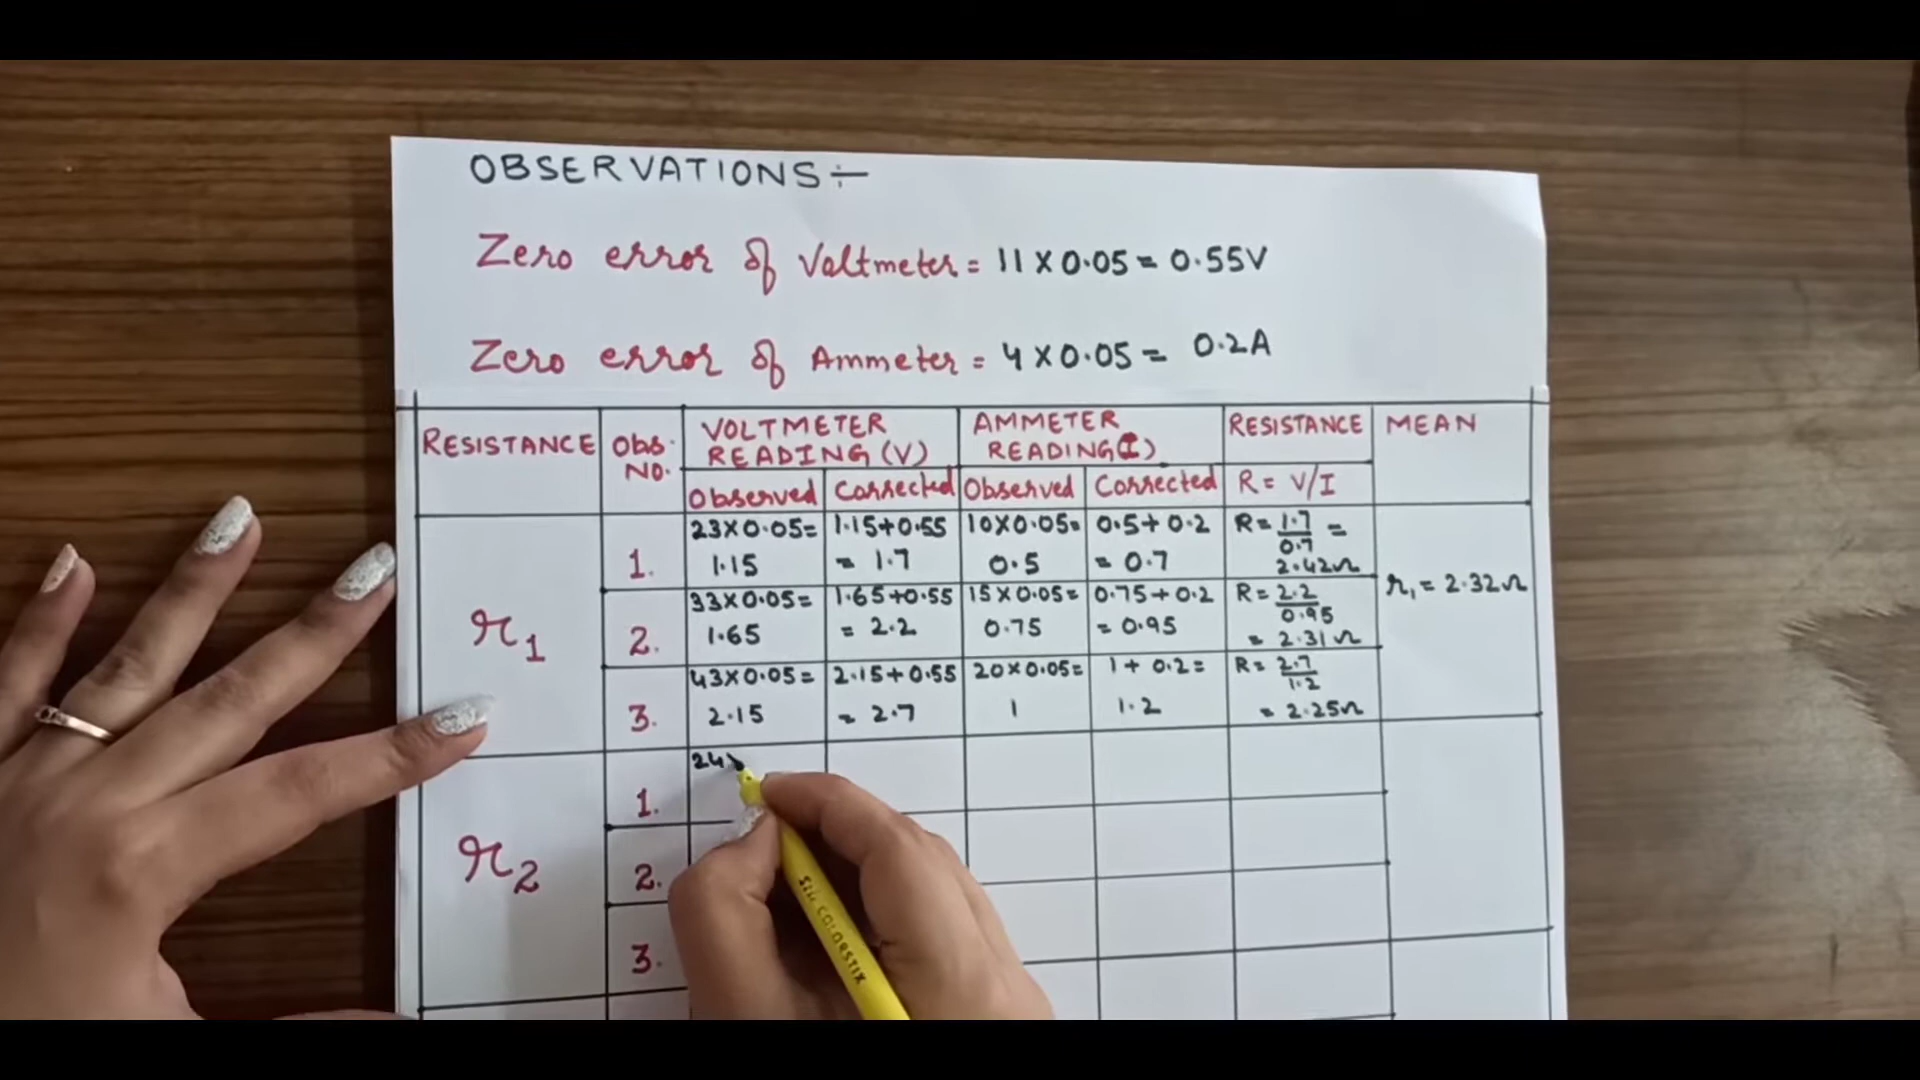 OBSERVATIONS÷
Zero error of Voltmeter = 11 X 0.05 = 0.55V
Zero error of Ammeter = 4 X 0.05 = 0.2A
RESISTANCE
Obs.
NO.
VOLTMETER
READING (V)
AMMETER
READING(I)
RESISTANCE
MEAN
Observed
Corrected
Observed
Corrected
R = V/I
r1
1.
23X0.05=
1.15
1.15+0.55
= 1.7
10X0.05=
0.5
0.5+0.2
= 0.7
R = 1.7 =
0.7
2.42Ω
2.
33X0.05=
1.65
1.65+0.55
= 2.2
15X0.05=
0.75
0.75+0.2
= 0.95
R = 2.2
0.95
= 2.31Ω
3.
43X0.05=
2.15
2.15+0.55
= 2.7
20X0.05=
1
1+0.2=
1.2
R = 2.7
1.2
= 2.25Ω
r1 = 2.32Ω
r2
1.
24
2.
3.
COLORSTIX